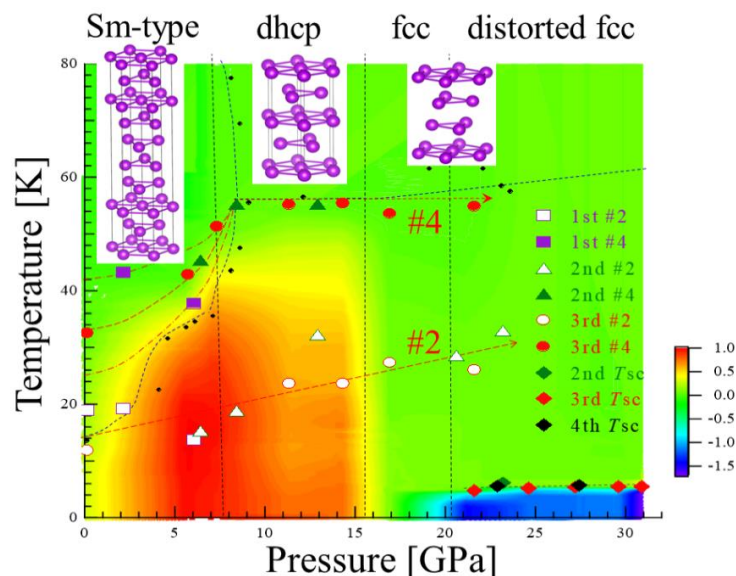 Sm-type dhcp fcc distorted fcc
80
60
40
20
0
Temperature [K]
#4
#2
1st #2
1st #4
2nd #2
2nd #4
3rd #2
3rd #4
2nd Tsc
3rd Tsc
4th Tsc
1.0
0.5
0.0
-0.5
-1.0
-1.5
0 5 10 15 20 25 30
Pressure [GPa]